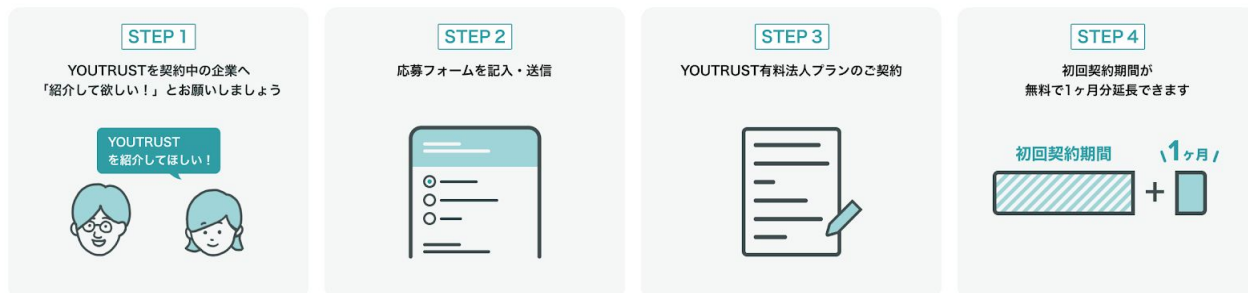 STEP 1
YOUTRUSTを契約中の企業へ
「紹介して欲しい！」とお願いしましょう
YOUTRUST
を紹介してほしい！
STEP 2
応募フォームを記入・送信
STEP 3
YOUTRUST有料法人プランのご契約
STEP 4
初回契約期間が
無料で1ヶ月分延長できます
初回契約期間
\1ヶ月/
+